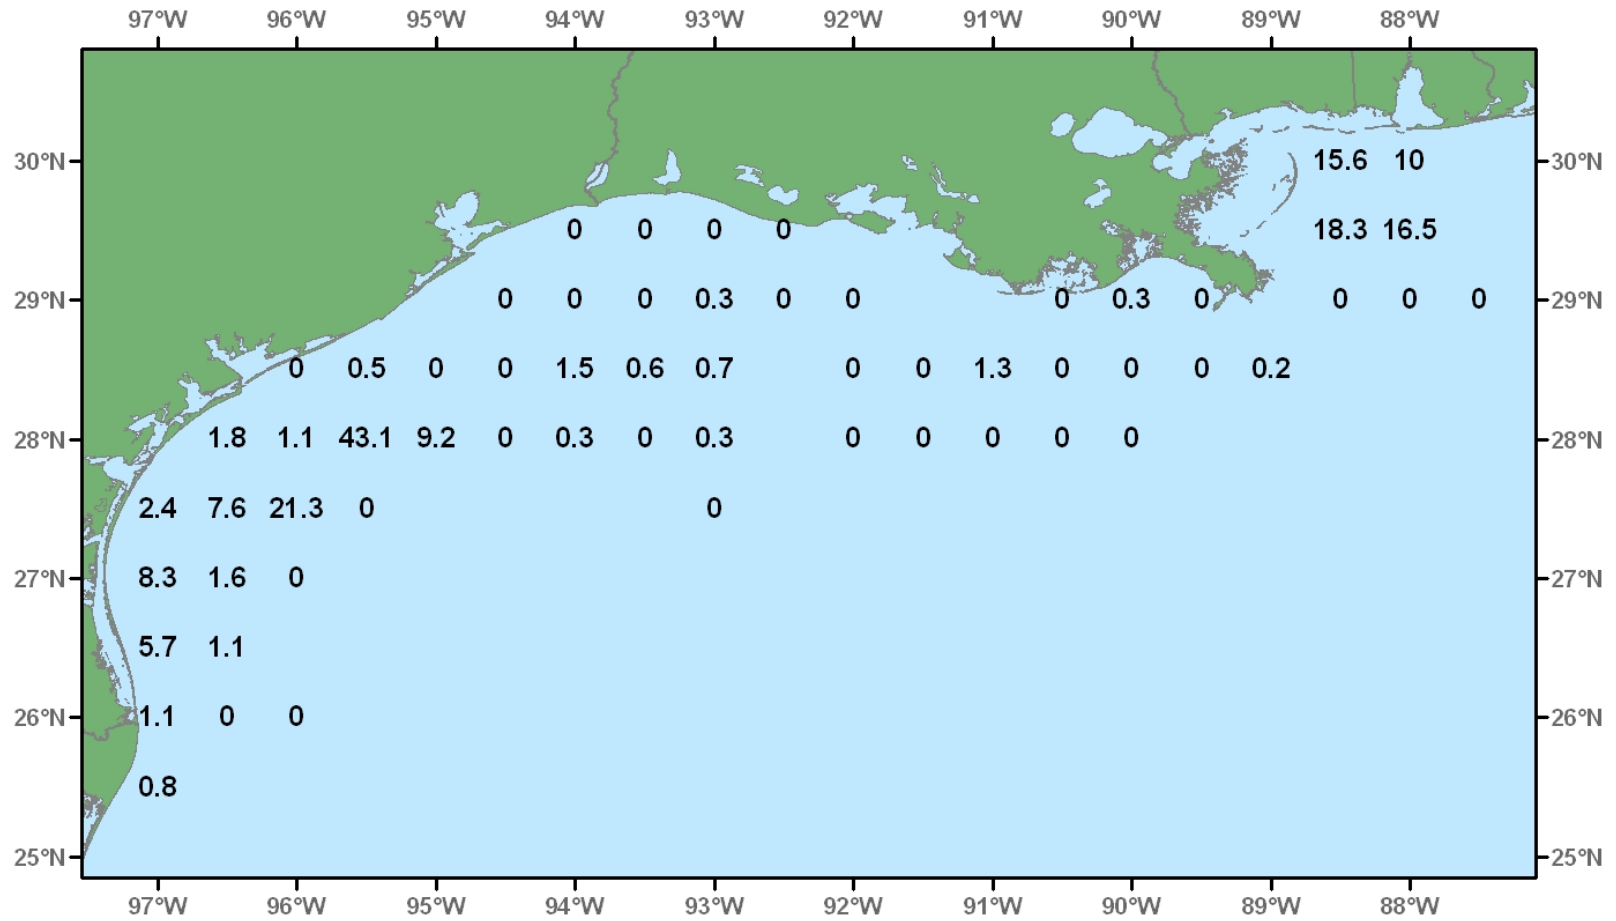 97°W 96°W 95°W 94°W 93°W 92°W 91°W 90°W 89°W 88°W
30°N 15.6 10 30°N
0 0 0 0 18.3 16.5
29°N 0 0 0 0.3 0 0 0 0.3 0 0 0 0 29°N
0 0.5 0 0 1.5 0.6 0.7 0 0 1.3 0 0 0 0.2
28°N 1.8 1.1 43.1 9.2 0 0.3 0 0.3 0 0 0 0 0 28°N
2.4 7.6 21.3 0 0
27°N 8.3 1.6 0 27°N
5.7 1.1
26°N 1.1 0 0 26°N
0.8
25°N 25°N
97°W 96°W 95°W 94°W 93°W 92°W 91°W 90°W 89°W 88°W